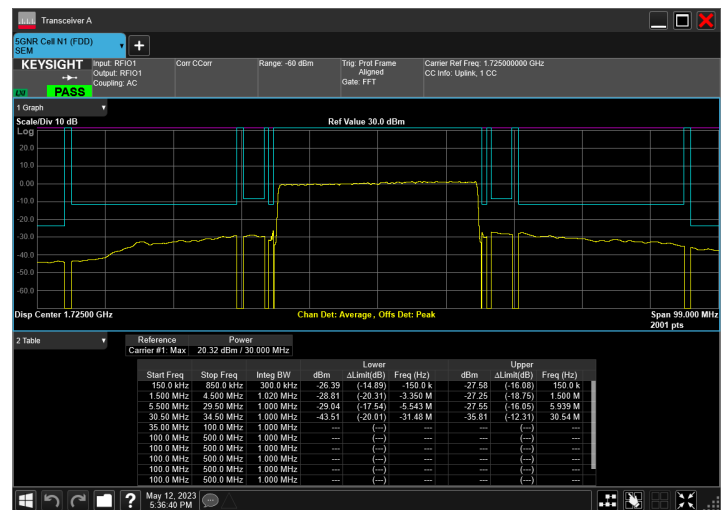 Transceiver A
5GNR Cell N1 (FDD)
SEM
KEYSIGHT
LXI
PASS
Input: RFIO1
Output: RFIO1
Coupling: AC
Corr CCorr
Range: -60 dBm
Trig: Prot Frame
Aligned
Gate: FFT
Carrier Ref Freq: 1.725000000 GHz
CC Info: Uplink, 1 CC
1 Graph
Scale/Div 10 dB
Ref Value 30.0 dBm
Log
20.0
10.0
0.00
-10.0
-20.0
-30.0
-40.0
-50.0
-60.0
Disp Center 1.72500 GHz
Chan Det: Average , Offs Det: Peak
Span 99.000 MHz
2001 pts
2 Table
Reference Power
Carrier #1: Max 20.32 dBm / 30.000 MHz
Lower Upper
Start Freq Stop Freq Integ BW dBm ΔLimit(dB) Freq (Hz) dBm ΔLimit(dB) Freq (Hz)
150.0 kHz 850.0 kHz 300.0 kHz -26.39 (-14.89) -150.0 k -27.58 (-16.08) 150.0 k
1.500 MHz 4.500 MHz 1.020 MHz -28.81 (-20.31) -3.350 M -27.25 (-18.75) 1.500 M
5.500 MHz 29.50 MHz 1.000 MHz -29.04 (-17.54) -5.543 M -27.55 (-16.05) 5.939 M
30.50 MHz 34.50 MHz 1.000 MHz -43.51 (-20.01) -31.48 M -35.81 (-12.31) 30.54 M
35.00 MHz 100.0 MHz 1.000 MHz --- (---) --- --- (---) ---
100.0 MHz 500.0 MHz 1.000 MHz --- (---) --- --- (---) ---
100.0 MHz 500.0 MHz 1.000 MHz --- (---) --- --- (---) ---
100.0 MHz 500.0 MHz 1.000 MHz --- (---) --- --- (---) ---
100.0 MHz 500.0 MHz 1.000 MHz --- (---) --- --- (---) ---
100.0 MHz 500.0 MHz 1.000 MHz --- (---) --- --- (---) ---
May 12, 2023
5:36:40 PM